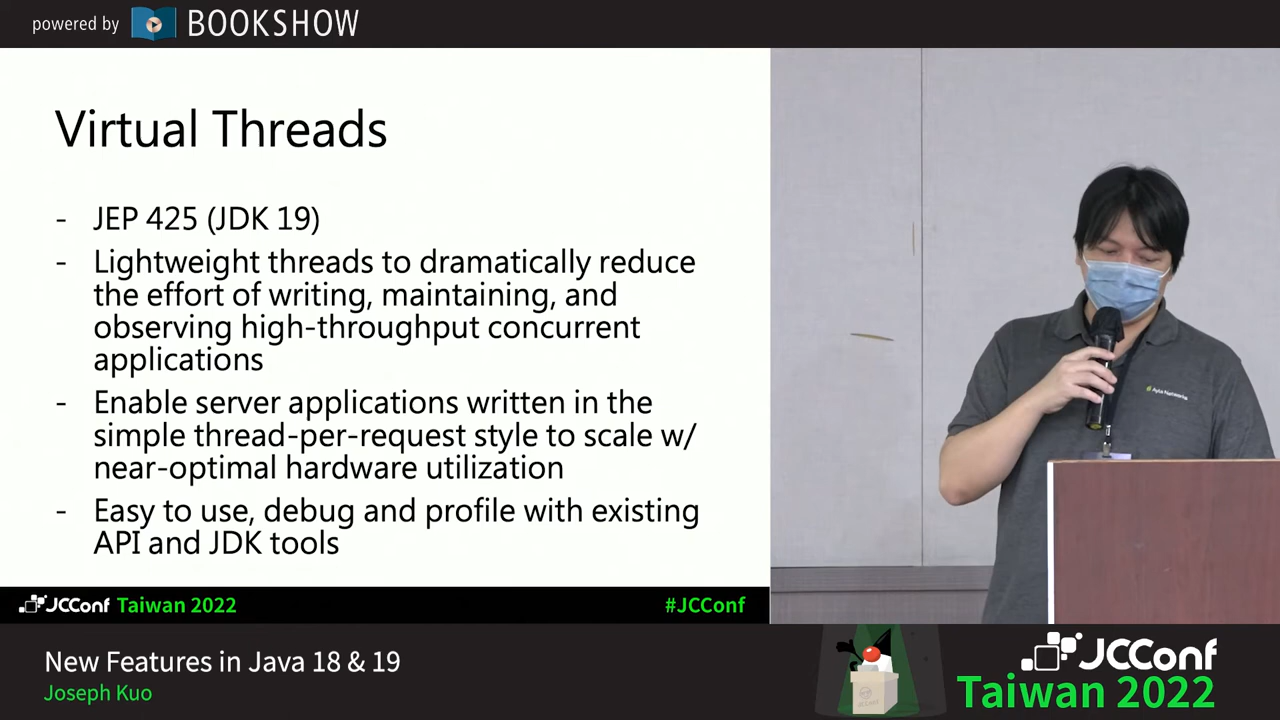 powered by BOOKSHOW
Virtual Threads
- JEP 425 (JDK 19)
- Lightweight threads to dramatically reduce
the effort of writing, maintaining, and
observing high-throughput concurrent
applications
- Enable server applications written in the
simple thread-per-request style to scale w/
near-optimal hardware utilization
- Easy to use, debug and profile with existing
API and JDK tools
JCConf Taiwan 2022
#JCConf
Ayla Networks
New Features in Java 18 & 19
Joseph Kuo
JCConf
JCConf
Taiwan 2022